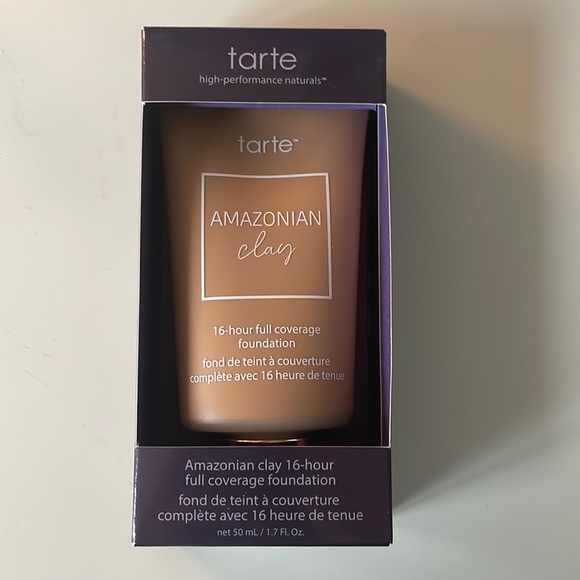 tarte
high-performance naturals™
tarte™
AMAZONIAN
clay
16-hour full coverage
foundation
fond de teint à couverture
complète avec 16 heure de tenue
Amazonian clay 16-hour
full coverage foundation
fond de teint à couverture
complète avec 16 heure de tenue
net 50 mL / 1.7 Fl. Oz.